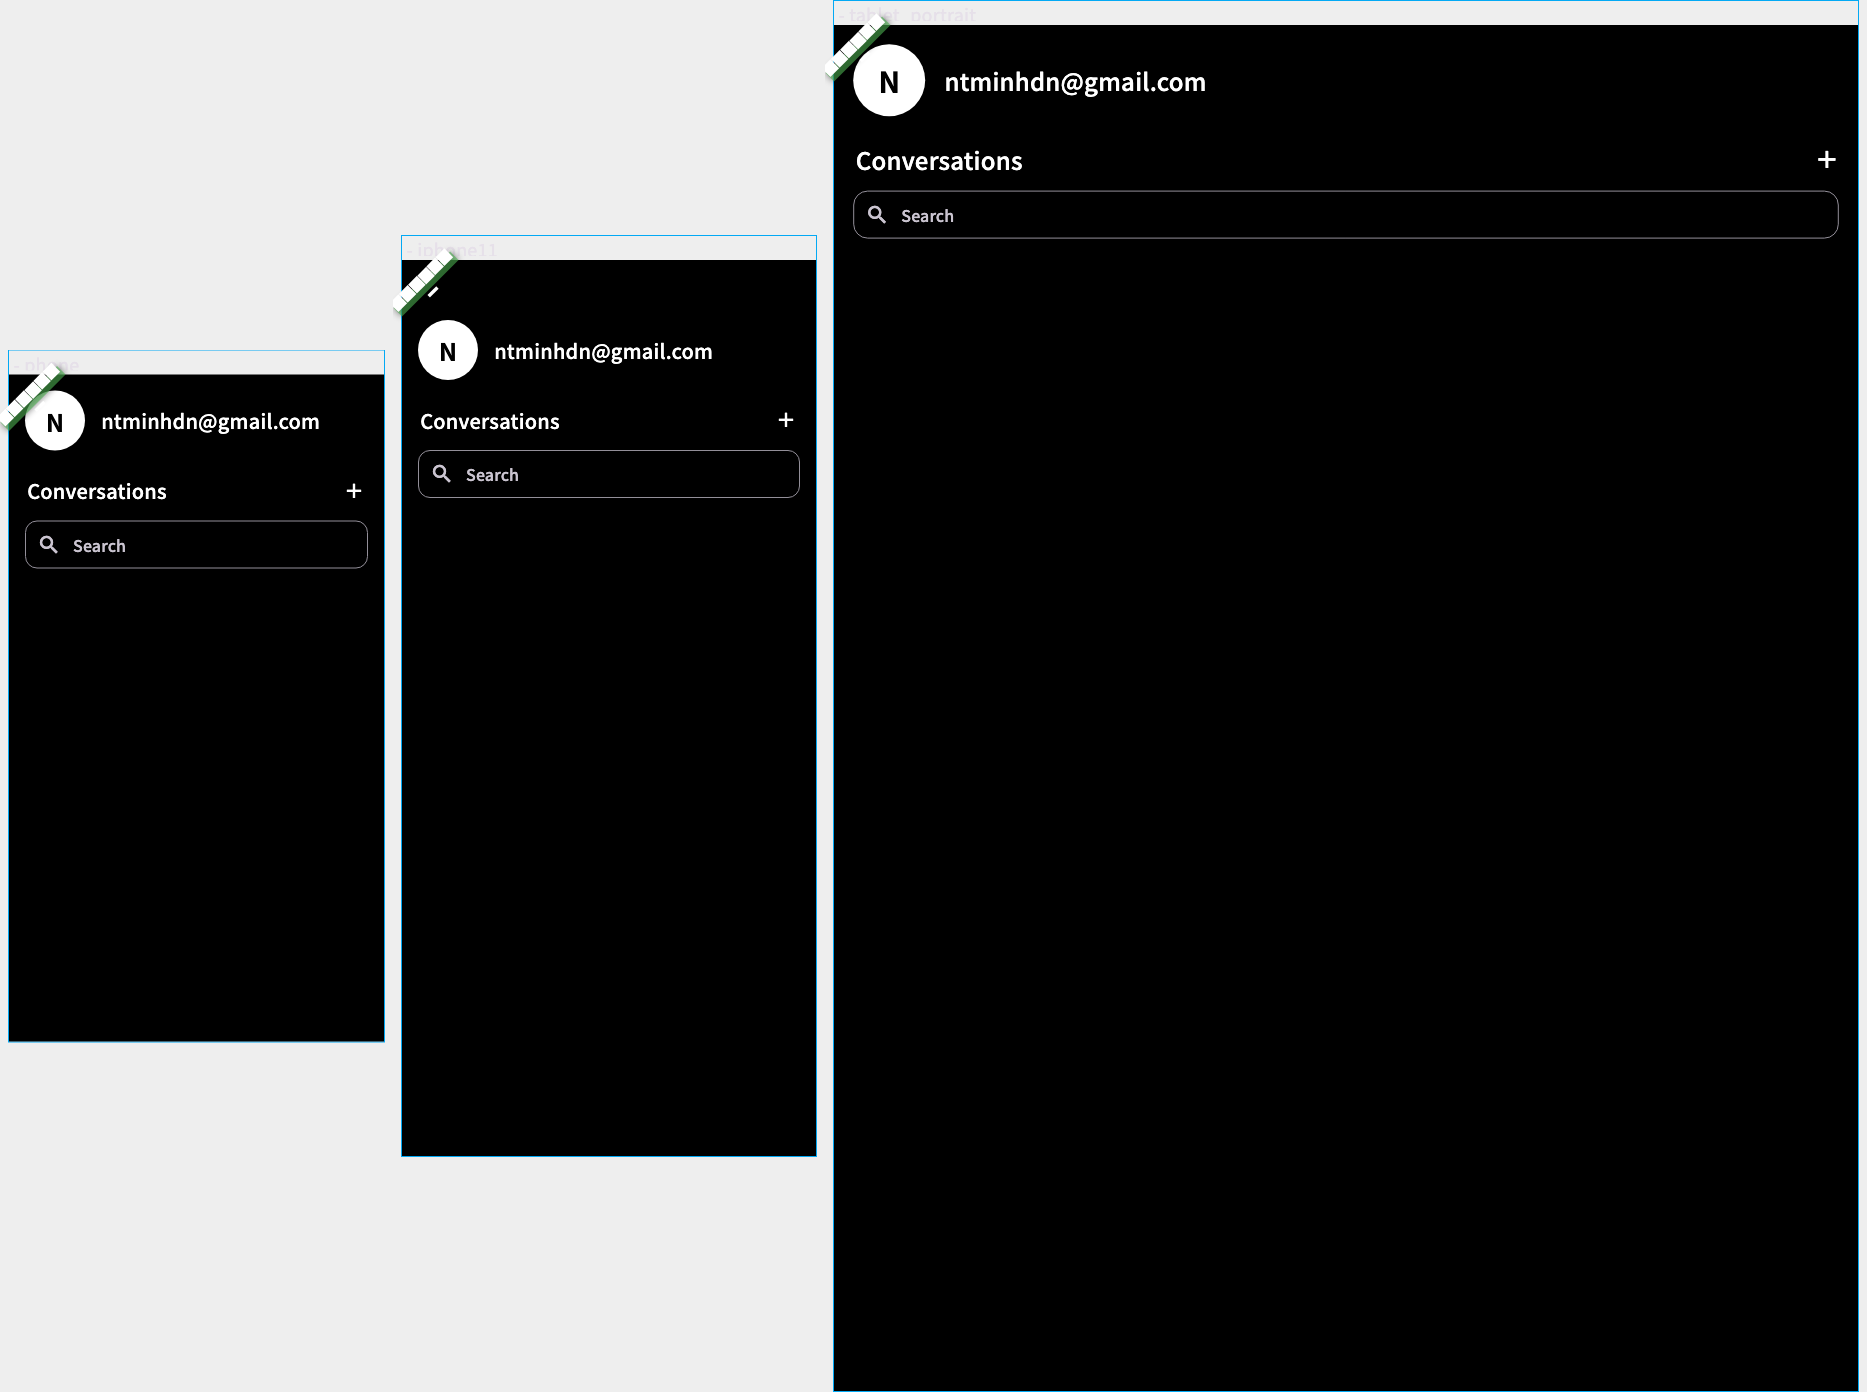 - phone
N
ntminhdn@gmail.com
Conversations
+
Search
- iphone11
N
ntminhdn@gmail.com
Conversations
+
Search
- tablet_portrait
N
ntminhdn@gmail.com
Conversations
+
Search